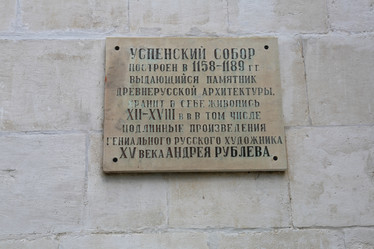 УСПЕНСКИЙ СОБОР
ПОСТРОЕН В 1158-1189 ГГ
ВЫДАЮЩИЙСЯ ПАМЯТНИК
ДРЕВНЕРУССКОЙ АРХИТЕКТУРЫ,
ХРАНИТ В СЕБЕ ЖИВОПИСЬ
XII-XVIII В В В ТОМ ЧИСЛЕ
ПОДЛИННЫЕ ПРОИЗВЕДЕНИЯ
ГЕНИАЛЬНОГО РУССКОГО ХУДОЖНИКА
XV ВЕКА АНДРЕЯ РУБЛЕВА.